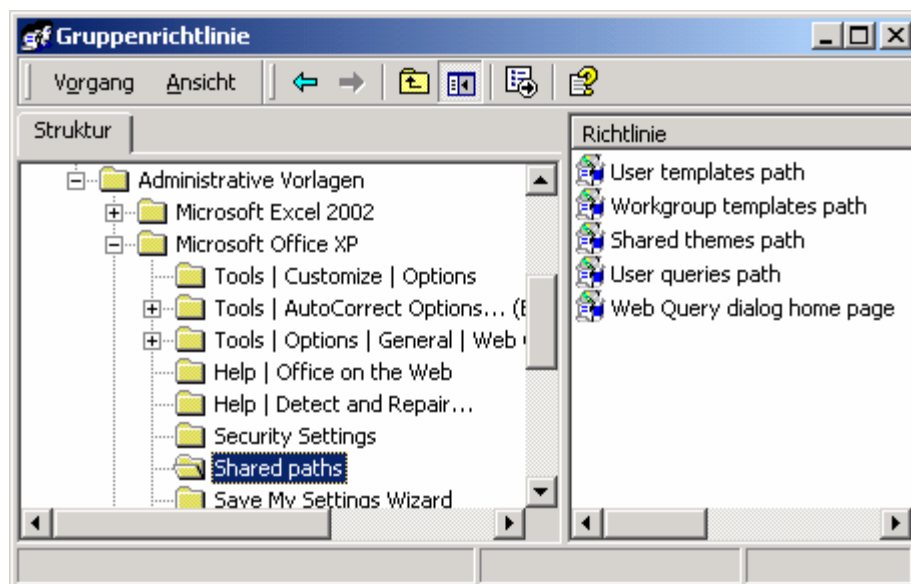 Gruppenrichtlinie
Vorgang Ansicht
Struktur
Administrative Vorlagen
Microsoft Excel 2002
Microsoft Office XP
Tools | Customize | Options
Tools | AutoCorrect Options... (
Tools | Options | General | Web
Help | Office on the Web
Help | Detect and Repair...
Security Settings
Shared paths
Save My Settings Wizard
Richtlinie
User templates path
Workgroup templates path
Shared themes path
User queries path
Web Query dialog home page